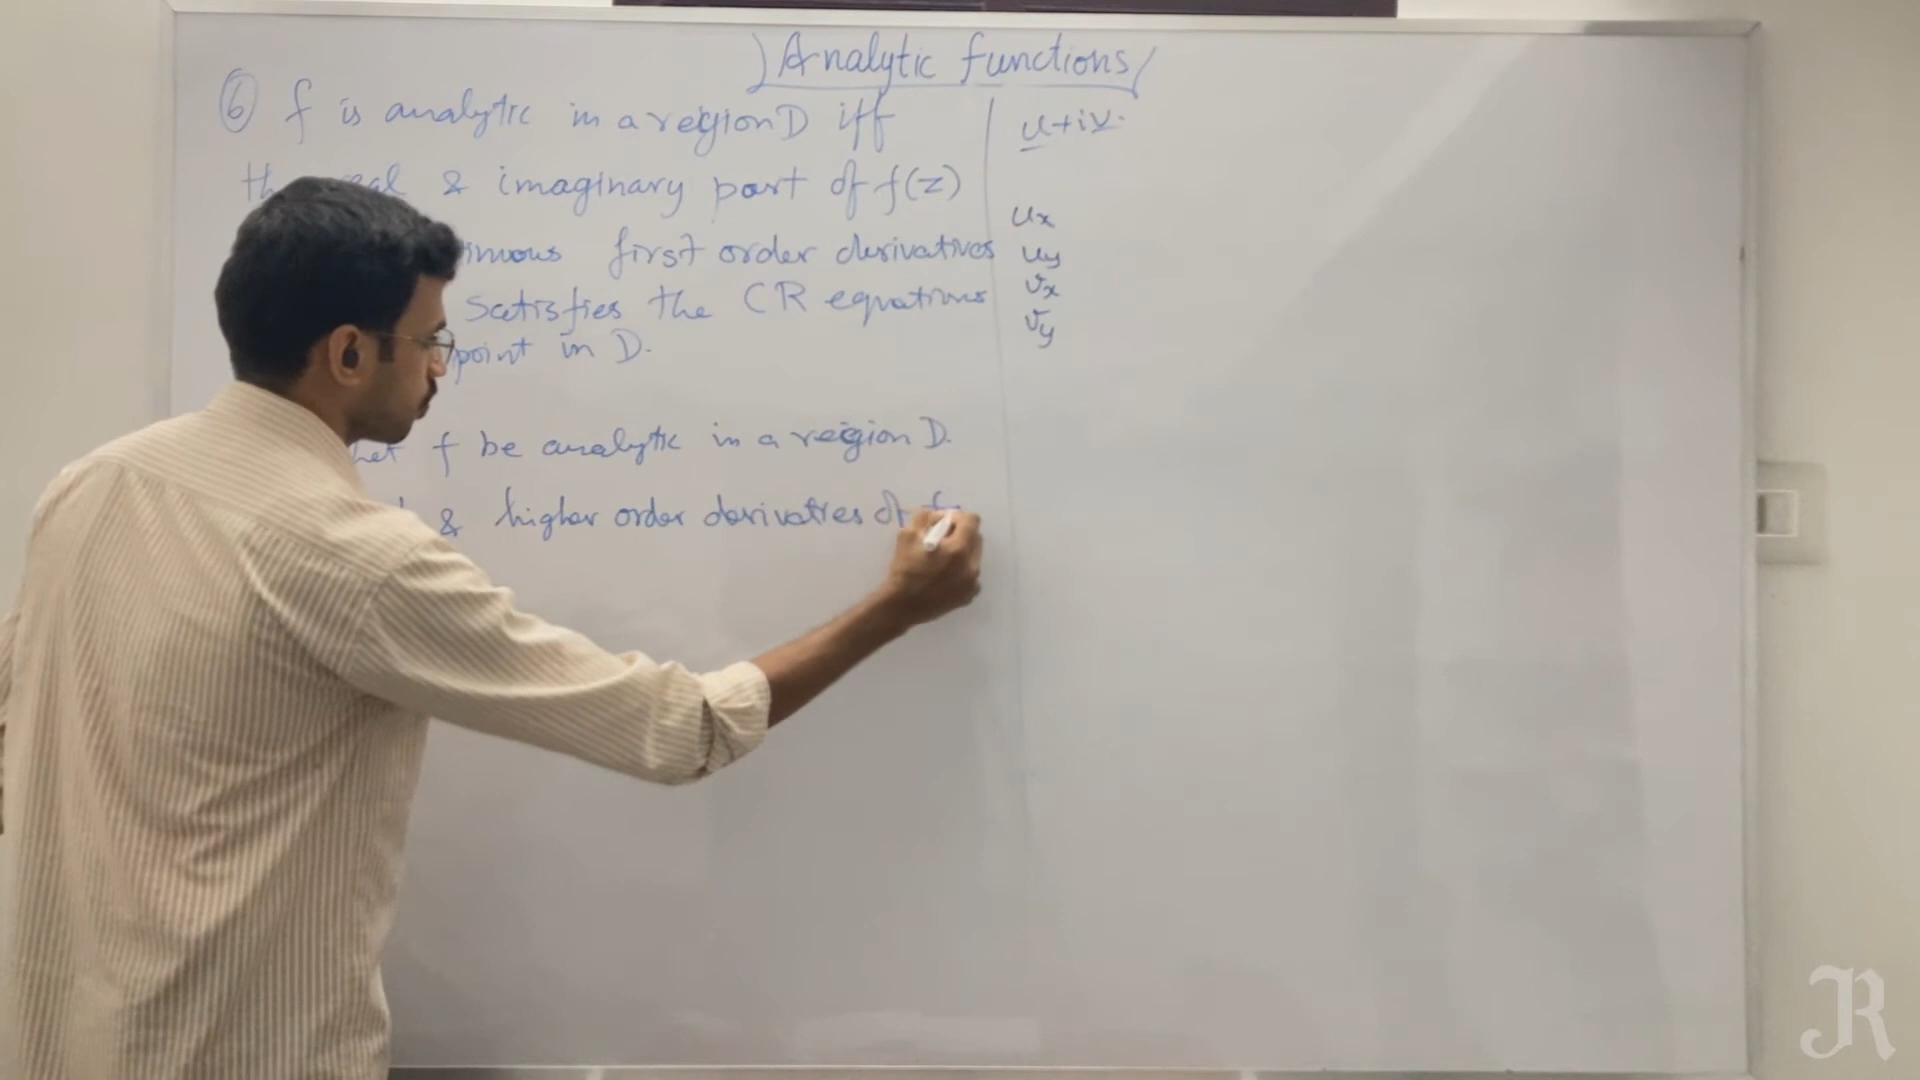 Analytic functions
6 f is analytic in a region D iff
& imaginary part of f(z)
first order derivatives
satisfies the CR equations
point in D.
Let f be analytic in a region D.
& higher order derivatives of f
u+iv.
ux
uy
vx
vy
R